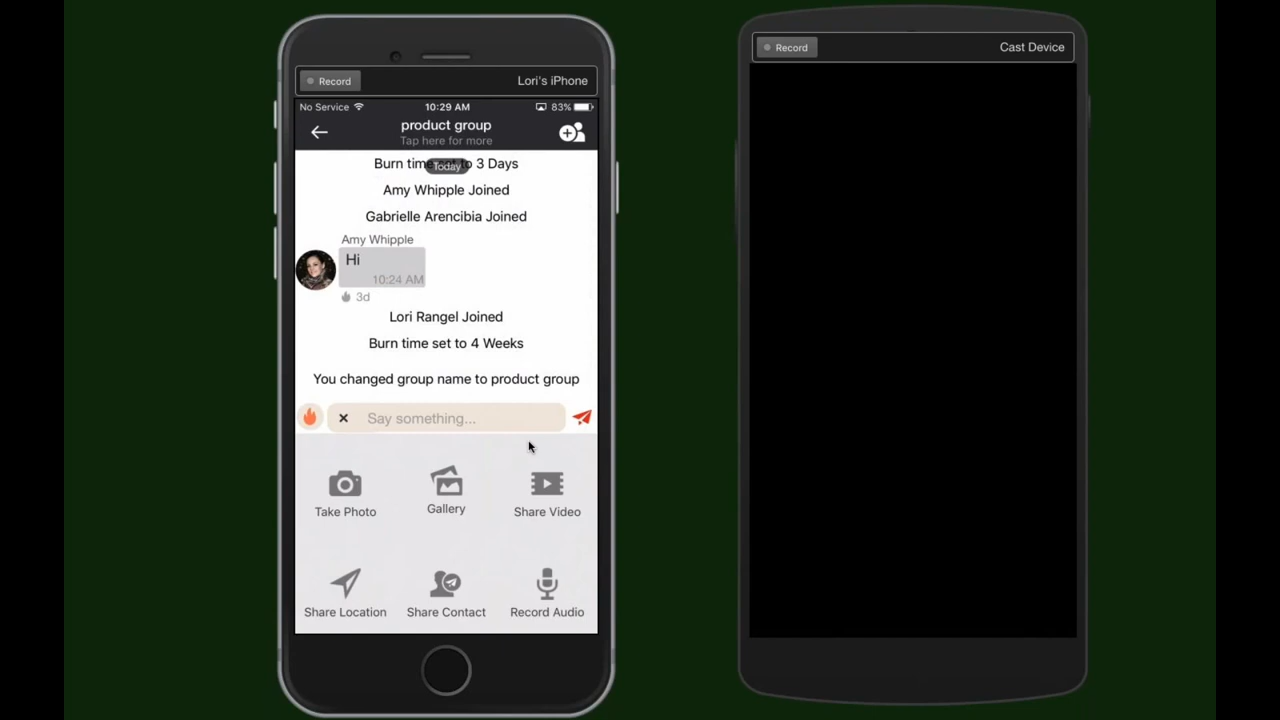 Record
Lori's iPhone
No Service
10:29 AM
83%
product group
Tap here for more
Burn time set to 3 Days
Today
Amy Whipple Joined
Gabrielle Arencibia Joined
Amy Whipple
Hi
10:24 AM
3d
Lori Rangel Joined
Burn time set to 4 Weeks
You changed group name to product group
Say something...
Take Photo
Gallery
Share Video
Share Location
Share Contact
Record Audio
Record
Cast Device